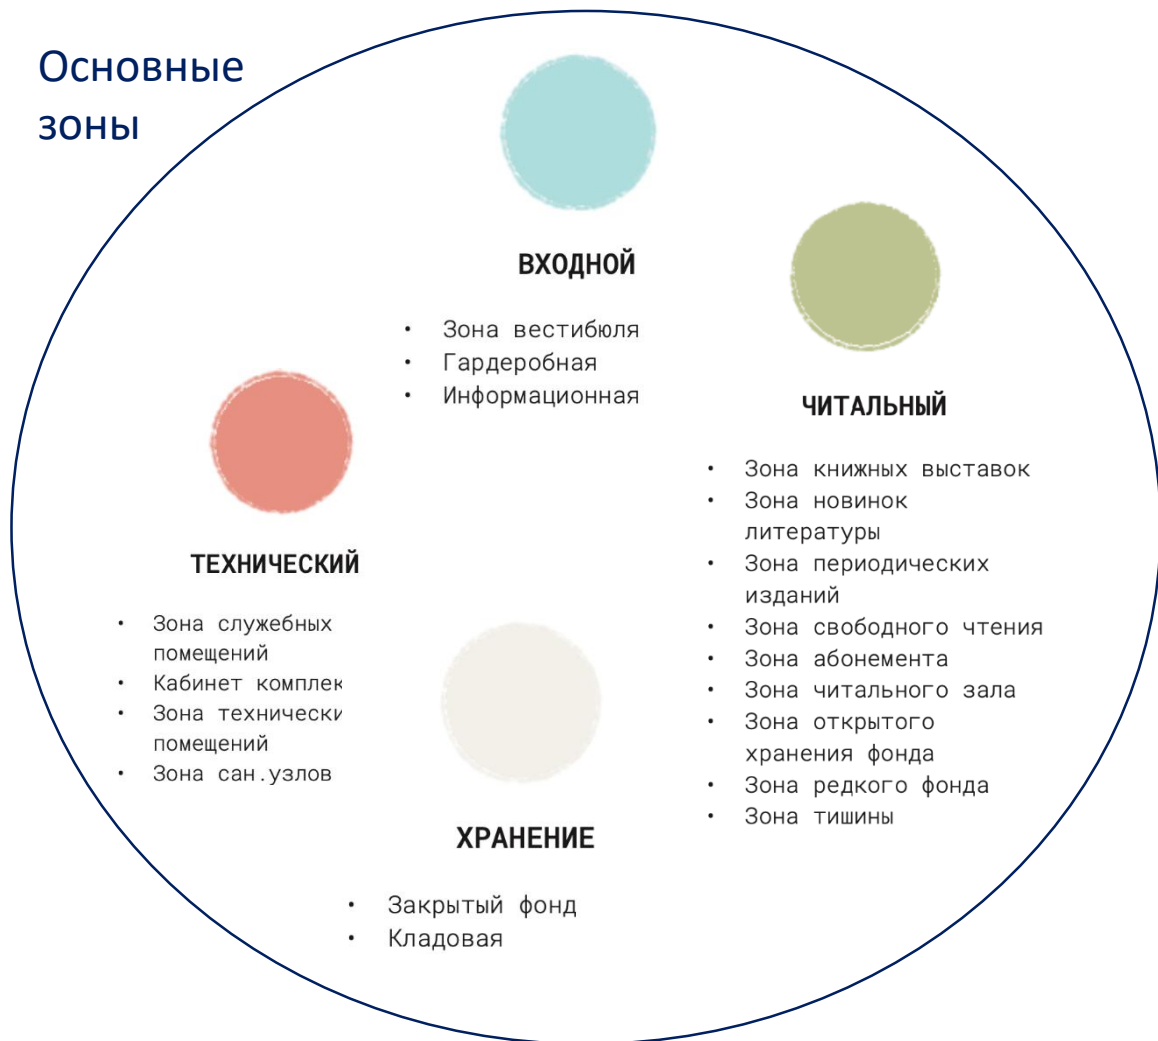 Основные
зоны
ВХОДНОЙ
• Зона вестибюля
• Гардеробная
• Информационная
ЧИТАЛЬНЫЙ
• Зона книжных выставок
• Зона новинок
литературы
• Зона периодических
изданий
• Зона свободного чтения
• Зона абонемента
• Зона читального зала
• Зона открытого
хранения фонда
• Зона редкого фонда
• Зона тишины
ТЕХНИЧЕСКИЙ
• Зона служебных
помещений
• Кабинет комплек
• Зона технически
помещений
• Зона сан.узлов
ХРАНЕНИЕ
• Закрытый фонд
• Кладовая